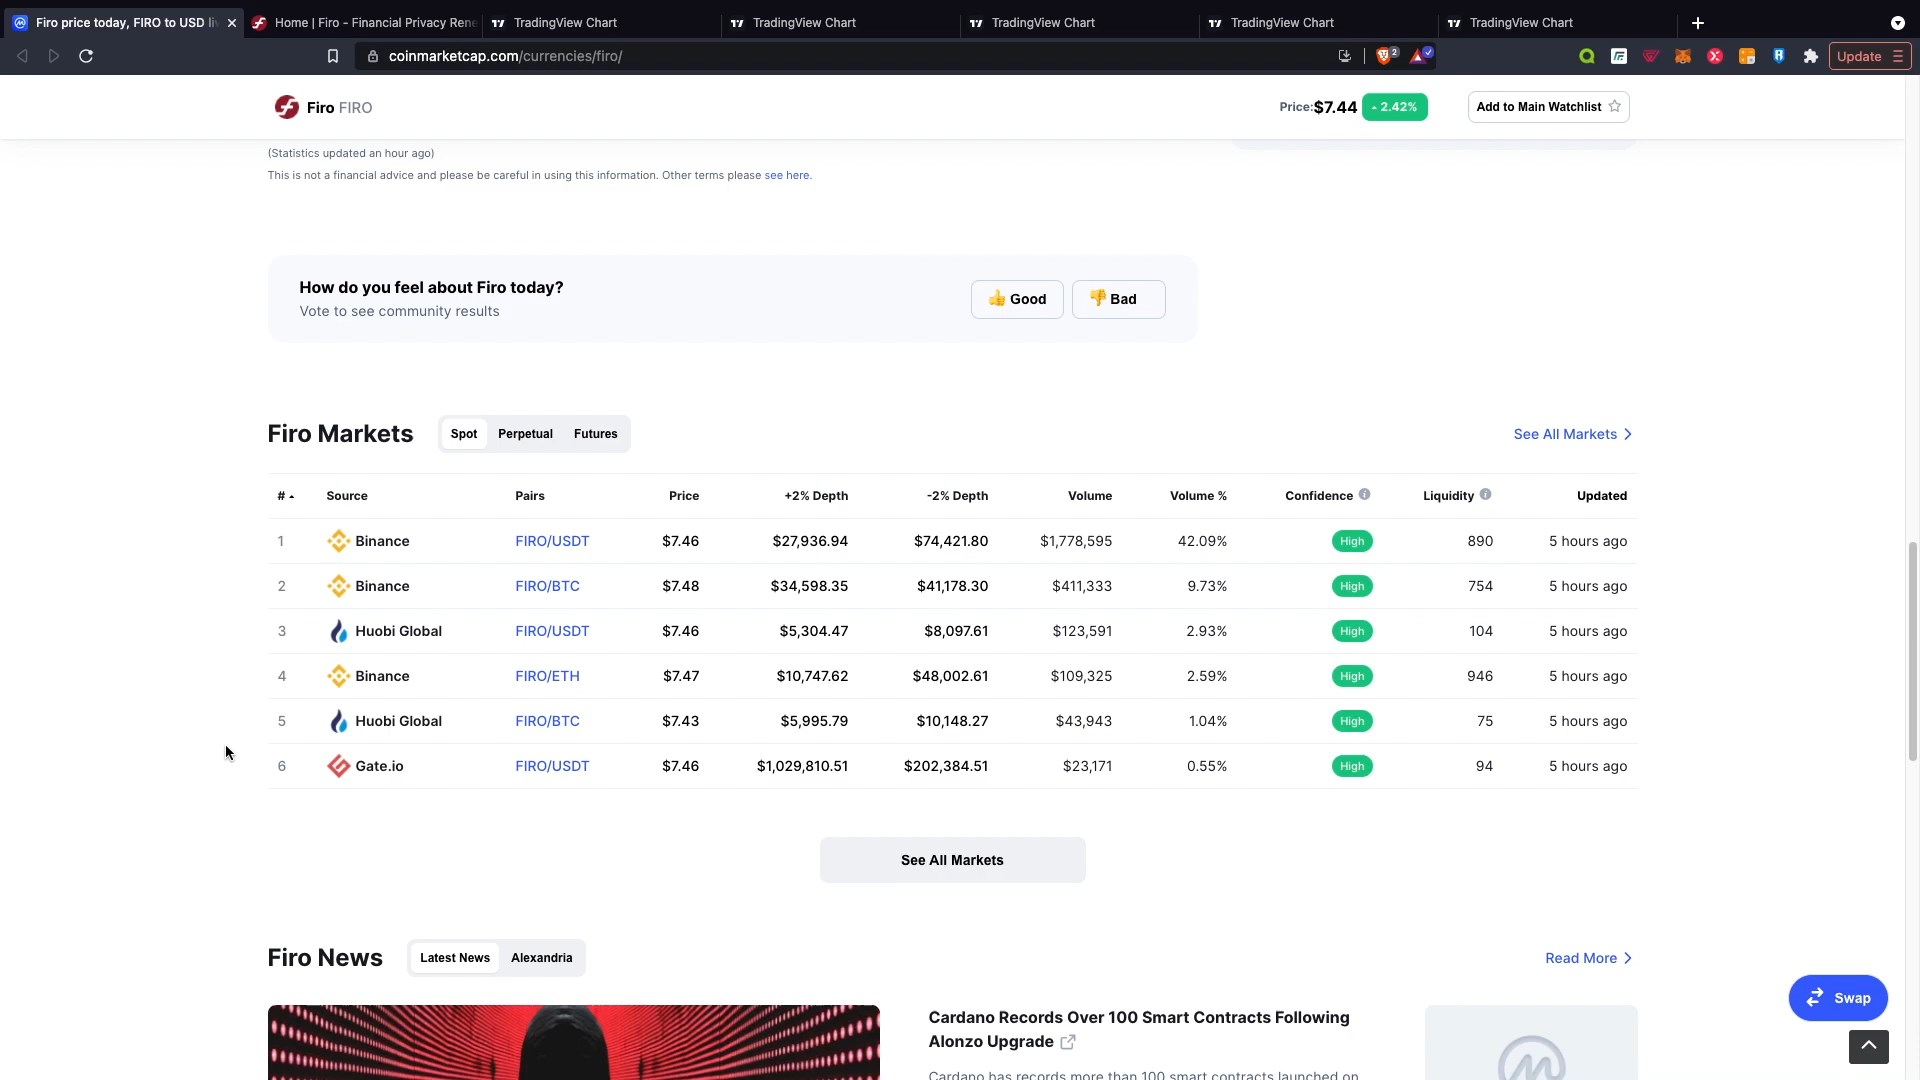 Firo price today, FIRO to USD li
Home | Firo - Financial Privacy Rene
TradingView Chart
TradingView Chart
TradingView Chart
TradingView Chart
TradingView Chart
coinmarketcap.com/currencies/firo/
2
Update
Firo FIRO
Price:$7.44
2.42%
Add to Main Watchlist
(Statistics updated an hour ago)
This is not a financial advice and please be careful in using this information. Other terms please see here.
How do you feel about Firo today?
Vote to see community results
👍 Good
👎 Bad
Firo Markets
Spot Perpetual Futures
See All Markets
# Source Pairs Price +2% Depth -2% Depth Volume Volume % Confidence Liquidity Updated
1 Binance FIRO/USDT $7.46 $27,936.94 $74,421.80 $1,778,595 42.09% High 890 5 hours ago
2 Binance FIRO/BTC $7.48 $34,598.35 $41,178.30 $411,333 9.73% High 754 5 hours ago
3 Huobi Global FIRO/USDT $7.46 $5,304.47 $8,097.61 $123,591 2.93% High 104 5 hours ago
4 Binance FIRO/ETH $7.47 $10,747.62 $48,002.61 $109,325 2.59% High 946 5 hours ago
5 Huobi Global FIRO/BTC $7.43 $5,995.79 $10,148.27 $43,943 1.04% High 75 5 hours ago
6 Gate.io FIRO/USDT $7.46 $1,029,810.51 $202,384.51 $23,171 0.55% High 94 5 hours ago
See All Markets
Firo News
Latest News Alexandria
Read More
Swap
Cardano Records Over 100 Smart Contracts Following
Alonzo Upgrade
Cardano has records more than 100 smart contracts launched on